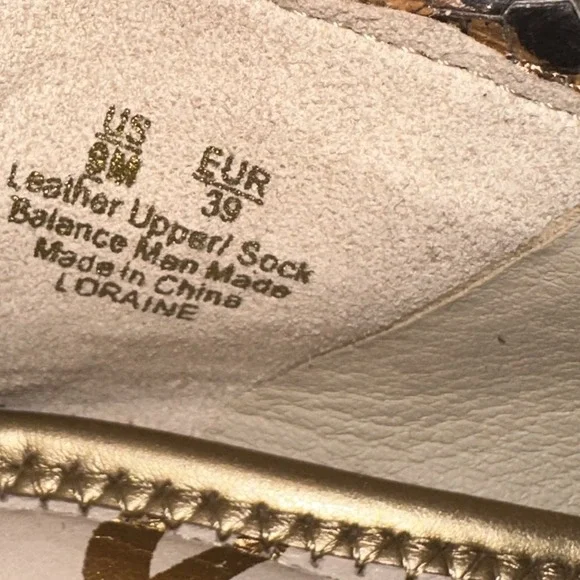 US EUR
9M 39
Leather Upper/ Sock
Balance Man Made
Made in China
LORAINE